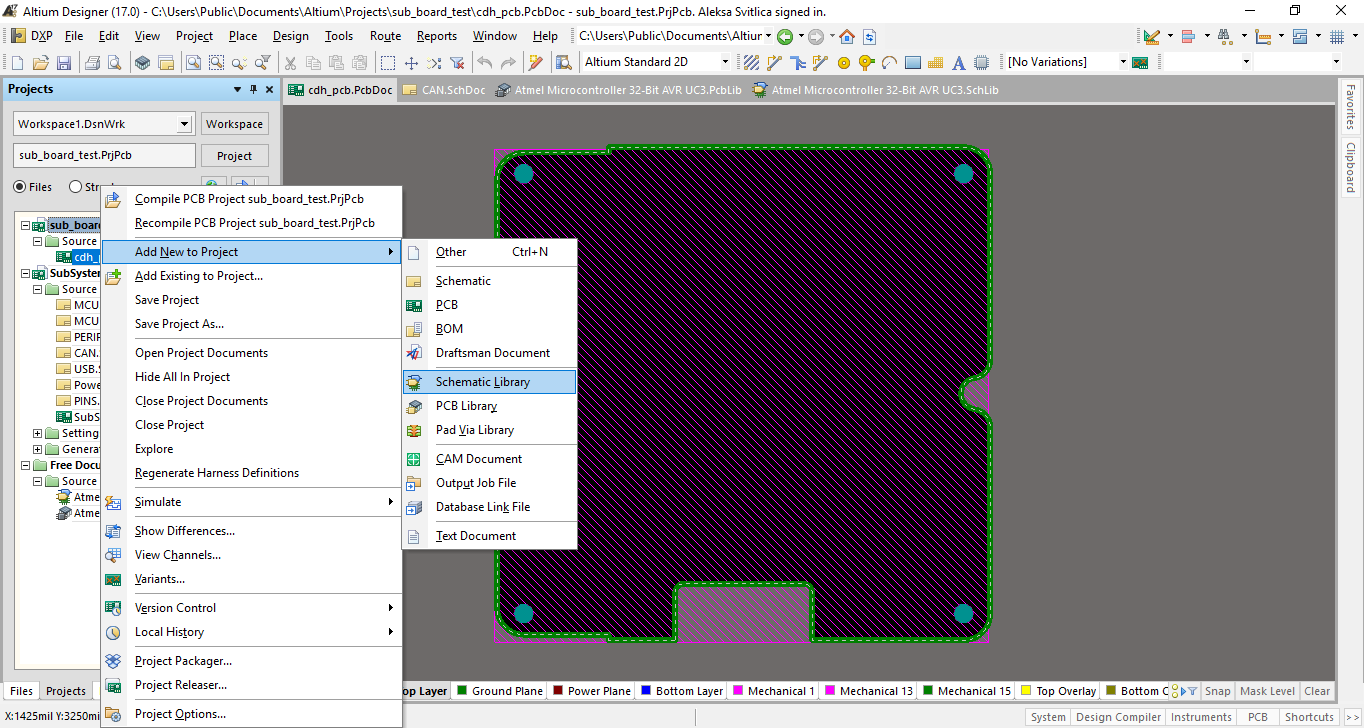 Altium Designer (17.0) - C:\Users\Public\Documents\Altium\Projects\sub_board_test\cdh_pcb.PcbDoc - sub_board_test.PrjPcb. Aleksa Svitlica signed in.
DXP File Edit View Project Place Design Tools Route Reports Window Help C:\Users\Public\Documents\Altiur
Altium Standard 2D [No Variations]
Projects
cdh_pcb.PcbDoc CAN.SchDoc Atmel Microcontroller 32-Bit AVR UC3.PcbLib Atmel Microcontroller 32-Bit AVR UC3.SchLib
Favorites
Clipboard
Workspace1.DsnWrk Workspace
sub_board_test.PrjPcb Project
Files Str
sub_board
Source
cdh_p
SubSyster
Source
MCU
MCU
PERIP
CAN.
USB.S
Powe
PINS.
SubS
Setting
Genera
Free Docu
Source
Atme
Atme
Compile PCB Project sub_board_test.PrjPcb
Recompile PCB Project sub_board_test.PrjPcb
Add New to Project
Add Existing to Project...
Save Project
Save Project As...
Open Project Documents
Hide All In Project
Close Project Documents
Close Project
Explore
Regenerate Harness Definitions
Simulate
Show Differences...
View Channels...
Variants...
Version Control
Local History
Project Packager...
Project Releaser...
Project Options...
Other Ctrl+N
Schematic
PCB
BOM
Draftsman Document
Schematic Library
PCB Library
Pad Via Library
CAM Document
Output Job File
Database Link File
Text Document
Files Projects
op Layer Ground Plane Power Plane Bottom Layer Mechanical 1 Mechanical 13 Mechanical 15 Top Overlay Bottom C Snap Mask Level Clear
X:1425mil Y:3250mi
System Design Compiler Instruments PCB Shortcuts >>